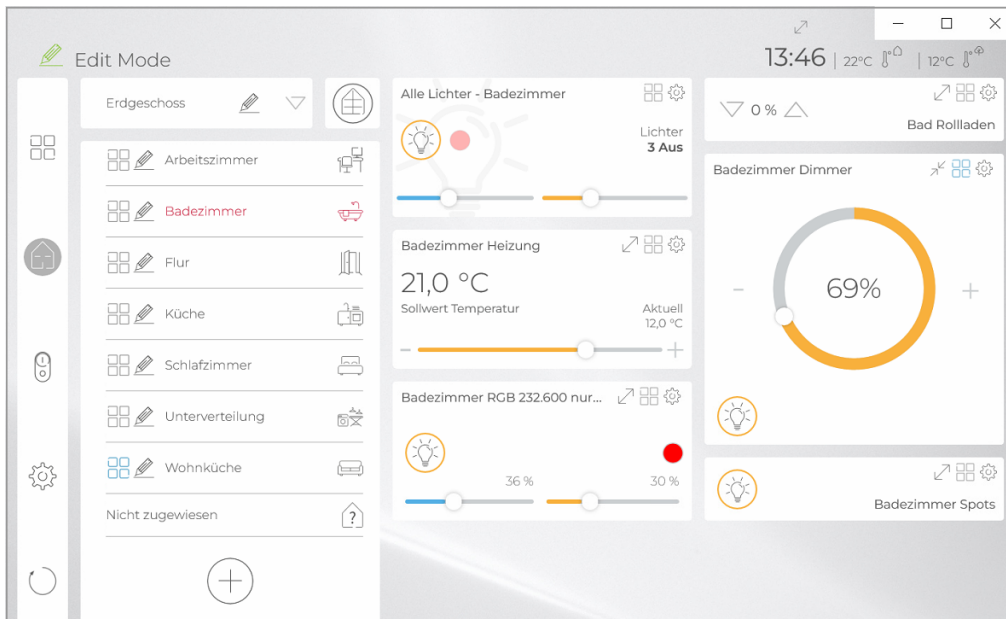 Edit Mode
13:46 | 22°C | 12°C
Erdgeschoss
Arbeitszimmer
Badezimmer
Flur
Küche
Schlafzimmer
Unterverteilung
Wohnküche
Nicht zugewiesen
?
Alle Lichter - Badezimmer
Lichter
3 Aus
Badezimmer Heizung
21,0 °C
Sollwert Temperatur
Aktuell
12,0 °C
Badezimmer RGB 232.600 nur...
36 %
30 %
0 %
Bad Rollladen
Badezimmer Dimmer
69%
Badezimmer Spots